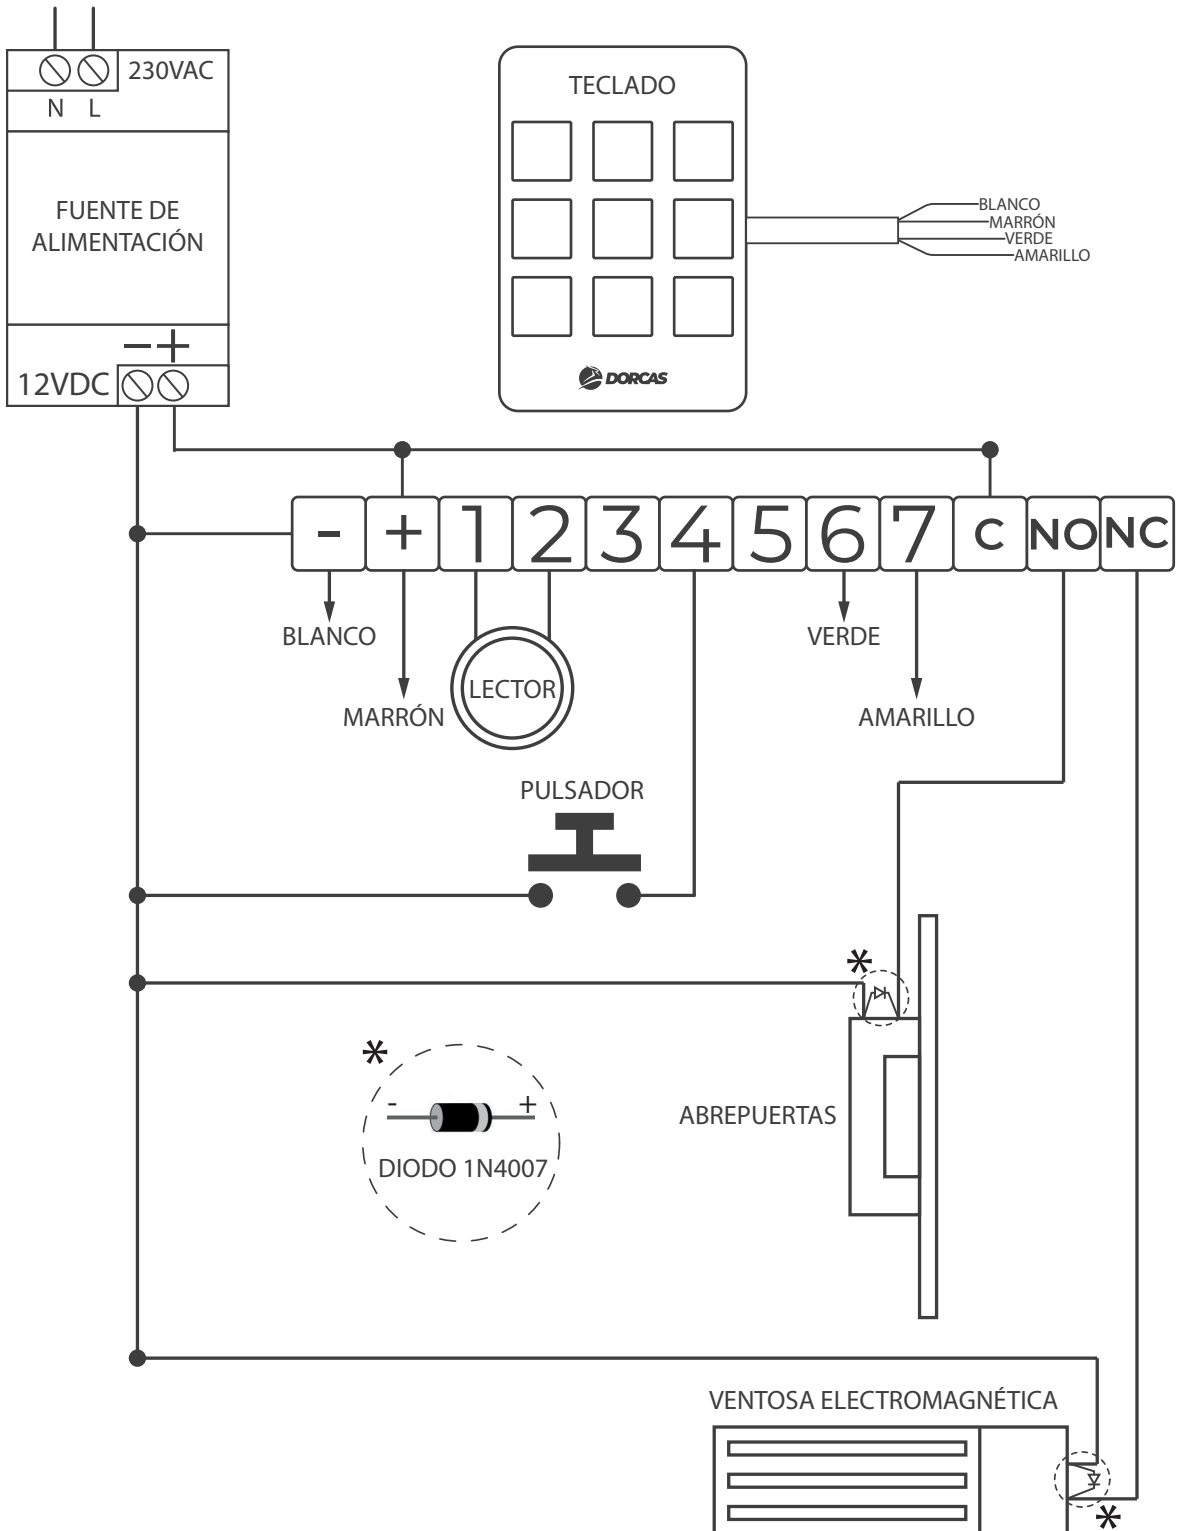 230VAC
N L
FUENTE DE
ALIMENTACIÓN
− +
12VDC
TECLADO
DORCAS
BLANCO
MARRÓN
VERDE
AMARILLO
- + 1 2 3 4 5 6 7 C NO NC
BLANCO
VERDE
LECTOR
MARRÓN
AMARILLO
PULSADOR
*
*
- +
DIODO 1N4007
ABREPUERTAS
VENTOSA ELECTROMAGNÉTICA
*